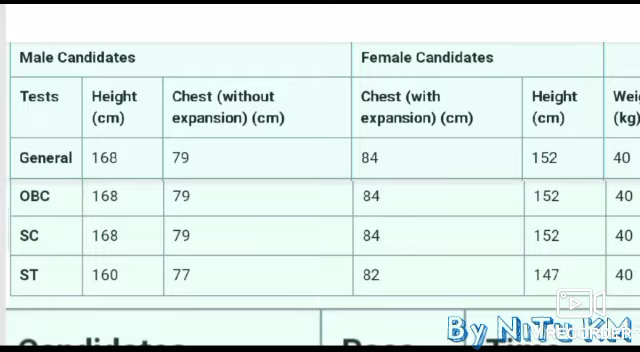 Male Candidates Female Candidates
Tests Height (cm) Chest (without expansion) (cm) Chest (with expansion) (cm) Height (cm) (kg)
General 168 79 84 152 40
OBC 168 79 84 152 40
SC 168 79 84 152 40
ST 160 77 82 147 40
By NiTu KM